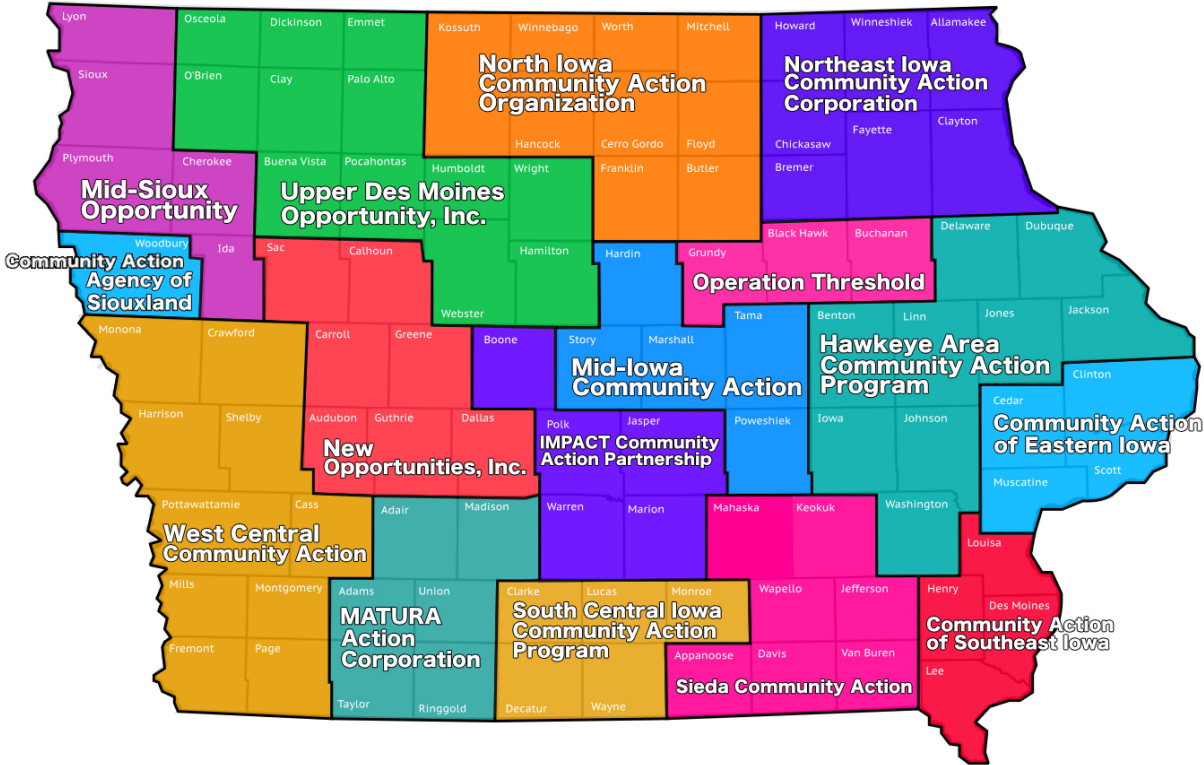 Lyon
Osceola
Dickinson
Emmet
Kossuth
Winnebago
Worth
Mitchell
Howard
Winneshiek
Allamakee
Sioux
O'Brien
Clay
Palo Alto
North Iowa
Community Action
Organization
Northeast Iowa
Community Action
Corporation
Hancock
Cerro Gordo
Floyd
Chickasaw
Fayette
Clayton
Plymouth
Cherokee
Buena Vista
Pocahontas
Humboldt
Wright
Franklin
Butler
Bremer
Mid-Sioux
Opportunity
Upper Des Moines
Opportunity, Inc.
Woodbury
Ida
Sac
Calhoun
Hamilton
Hardin
Grundy
Black Hawk
Buchanan
Delaware
Dubuque
Community Action
Agency of
Siouxland
Operation Threshold
Webster
Monona
Crawford
Carroll
Greene
Boone
Story
Marshall
Tama
Benton
Linn
Jones
Jackson
Mid-Iowa
Community Action
Hawkeye Area
Community Action
Program
Clinton
Cedar
Harrison
Shelby
Audubon
Guthrie
Dallas
Polk
Jasper
Poweshiek
Iowa
Johnson
New
Opportunities, Inc.
IMPACT Community
Action Partnership
Community Action
of Eastern Iowa
Scott
Muscatine
Pottawattamie
Cass
Adair
Madison
Warren
Marion
Mahaska
Keokuk
Washington
West Central
Community Action
Louisa
Mills
Montgomery
Adams
Union
Clarke
Lucas
Monroe
Wapello
Jefferson
Henry
Des Moines
MATURA
Action
Corporation
South Central Iowa
Community Action
Program
Community Action
of Southeast Iowa
Fremont
Page
Appanoose
Davis
Van Buren
Lee
Sieda Community Action
Taylor
Ringgold
Decatur
Wayne